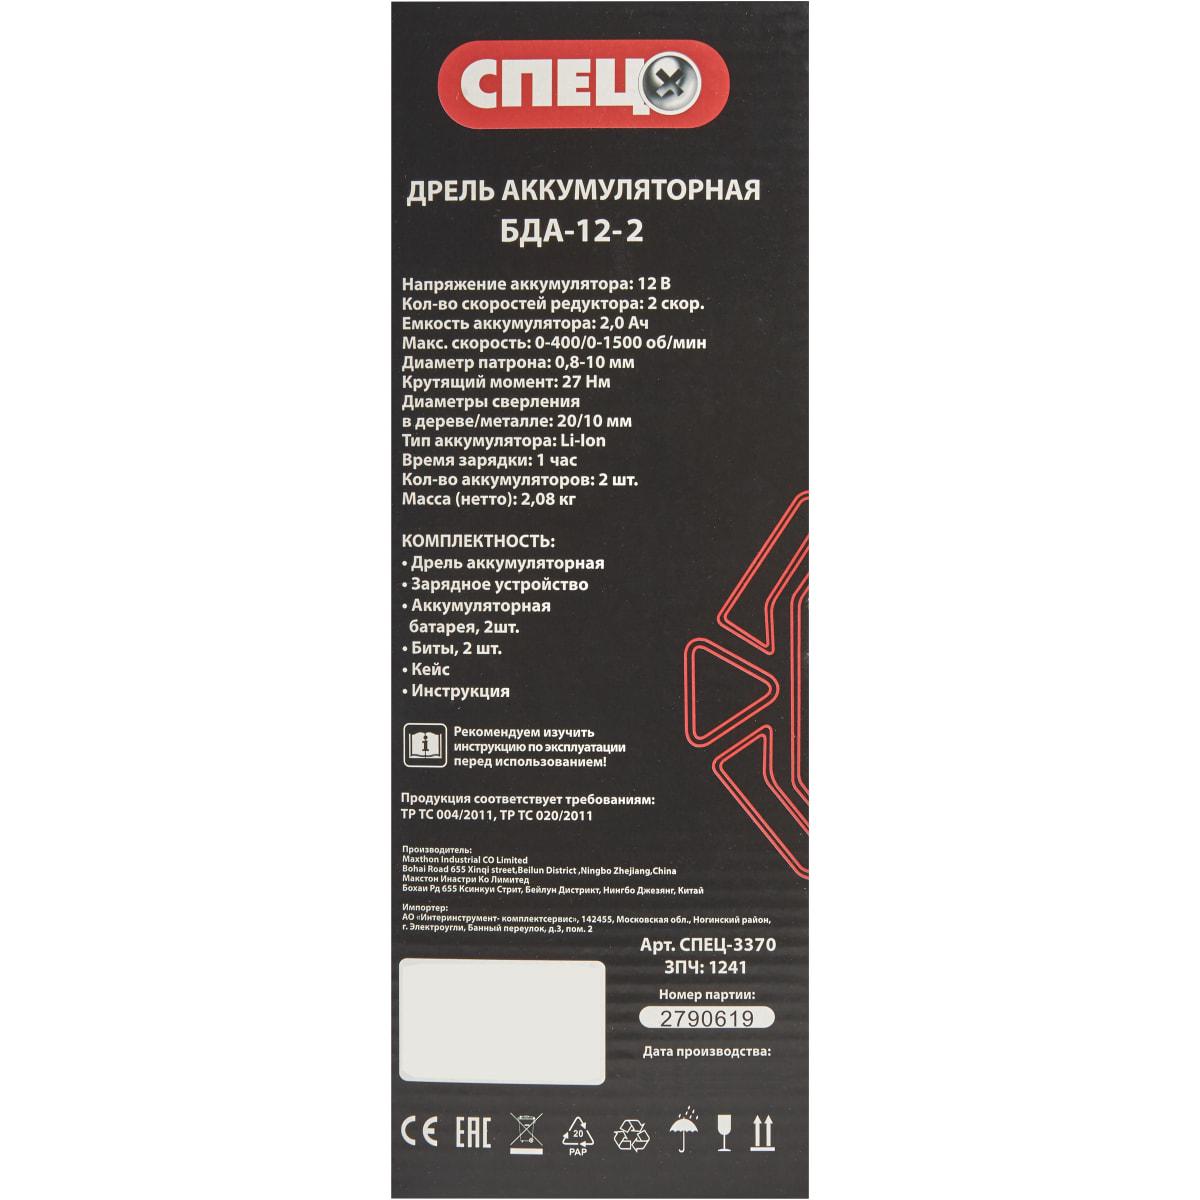 СПЕЦ
ДРЕЛЬ АККУМУЛЯТОРНАЯ
БДА-12-2
Напряжение аккумулятора: 12 В
Кол-во скоростей редуктора: 2 скор.
Емкость аккумулятора: 2,0 Ач
Макс. скорость: 0-400/0-1500 об/мин
Диаметр патрона: 0,8-10 мм
Крутящий момент: 27 Нм
Диаметры сверления
в дереве/металле: 20/10 мм
Тип аккумулятора: Li-Ion
Время зарядки: 1 час
Кол-во аккумуляторов: 2 шт.
Масса (нетто): 2,08 кг
КОМПЛЕКТНОСТЬ:
• Дрель аккумуляторная
• Зарядное устройство
• Аккумуляторная
батарея, 2шт.
• Биты, 2 шт.
• Кейс
• Инструкция
Рекомендуем изучить
инструкцию по эксплуатации
перед использованием!
Продукция соответствует требованиям:
ТР ТС 004/2011, ТР ТС 020/2011
Производитель:
Maxthon Industrial CO Limited
Bohai Road 655 Xinqi street,Beilun District ,Ningbo Zhejiang,China
Макстон Инастри Ко Лимитед
Бохаи Рд 655 Ксинкуи Стрит, Бейлун Дистрикт, Нингбо Джезянг, Китай
Импортер:
АО «Интеринструмент- комплектсервис», 142455, Московская обл., Ногинский район,
г. Электроугли, Банный переулок, д.3, пом. 2
Арт. СПЕЦ-3370
ЗПЧ: 1241
Номер партии:
2790619
Дата производства:
CE EAC 20
PAP